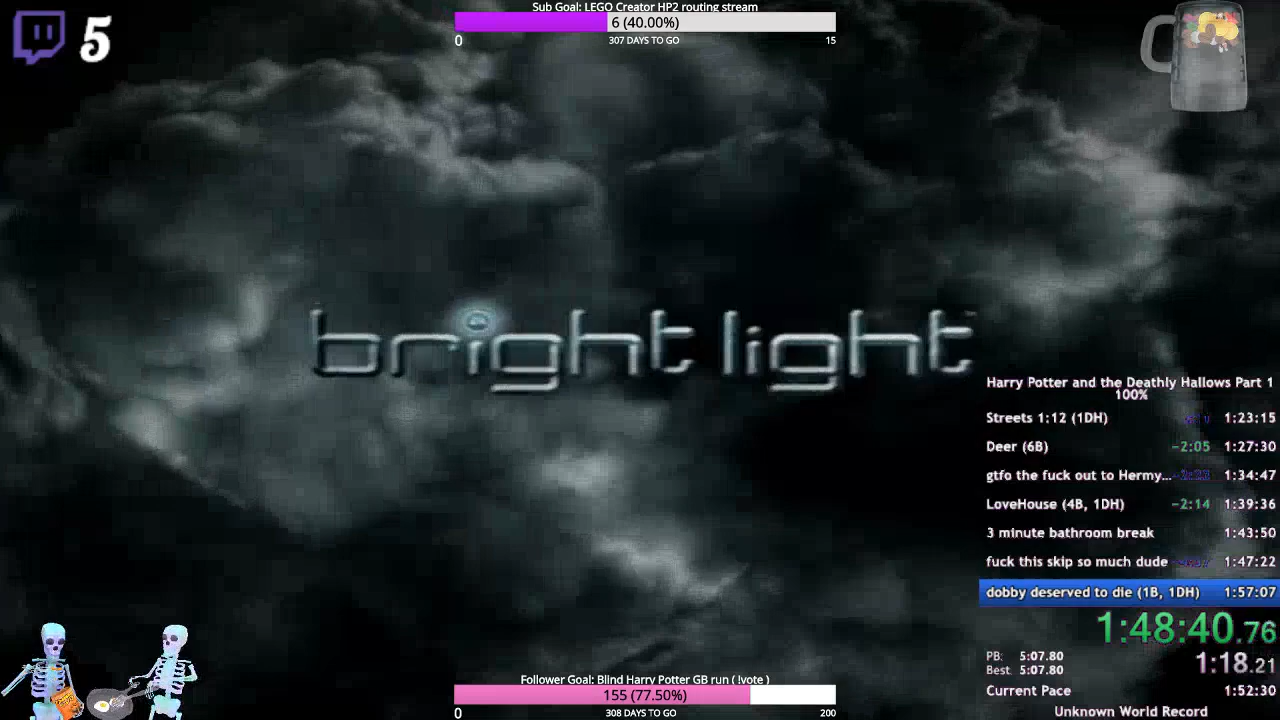 5
Sub Goal: LEGO Creator HP2 routing stream
6 (40.00%)
0 307 DAYS TO GO 15
bright light
Harry Potter and the Deathly Hallows Part 1
100%
Streets 1:12 (1DH) 1:23:15
Deer (6B) -2:05 1:27:30
gtfo the fuck out to Hermy... 1:34:47
LoveHouse (4B, 1DH) -2:14 1:39:36
3 minute bathroom break 1:43:50
fuck this skip so much dude 1:47:22
dobby deserved to die (1B, 1DH) 1:57:07
1:48:40.76
PB: 5:07.80
Best: 5:07.80
1:18.21
Current Pace 1:52:30
Unknown World Record
Follower Goal: Blind Harry Potter GB run ( !vote )
155 (77.50%)
0 308 DAYS TO GO 200